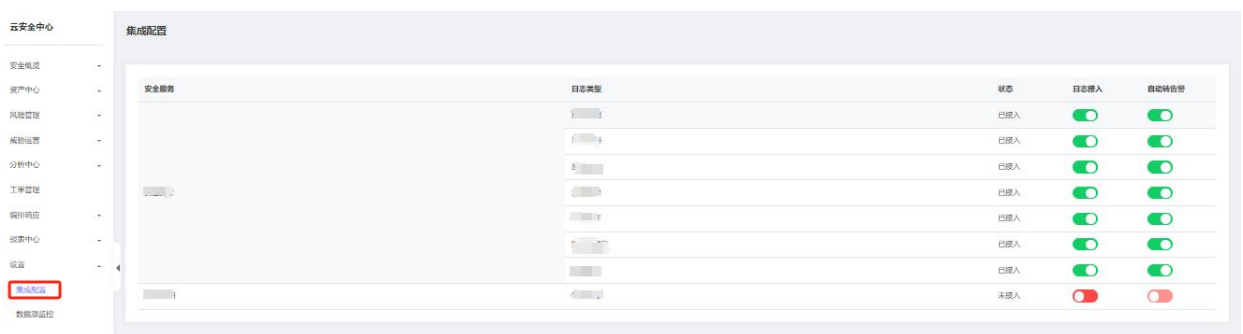 云安全中心
集成配置
安全概览
资产中心
风险管理
威胁运营
分析中心
工单管理
编排响应
报表中心
设置
集成配置
数据源监控
安全服务 日志类型 状态 日志接入 自动转告警
已接入
已接入
已接入
已接入
已接入
已接入
已接入
未接入